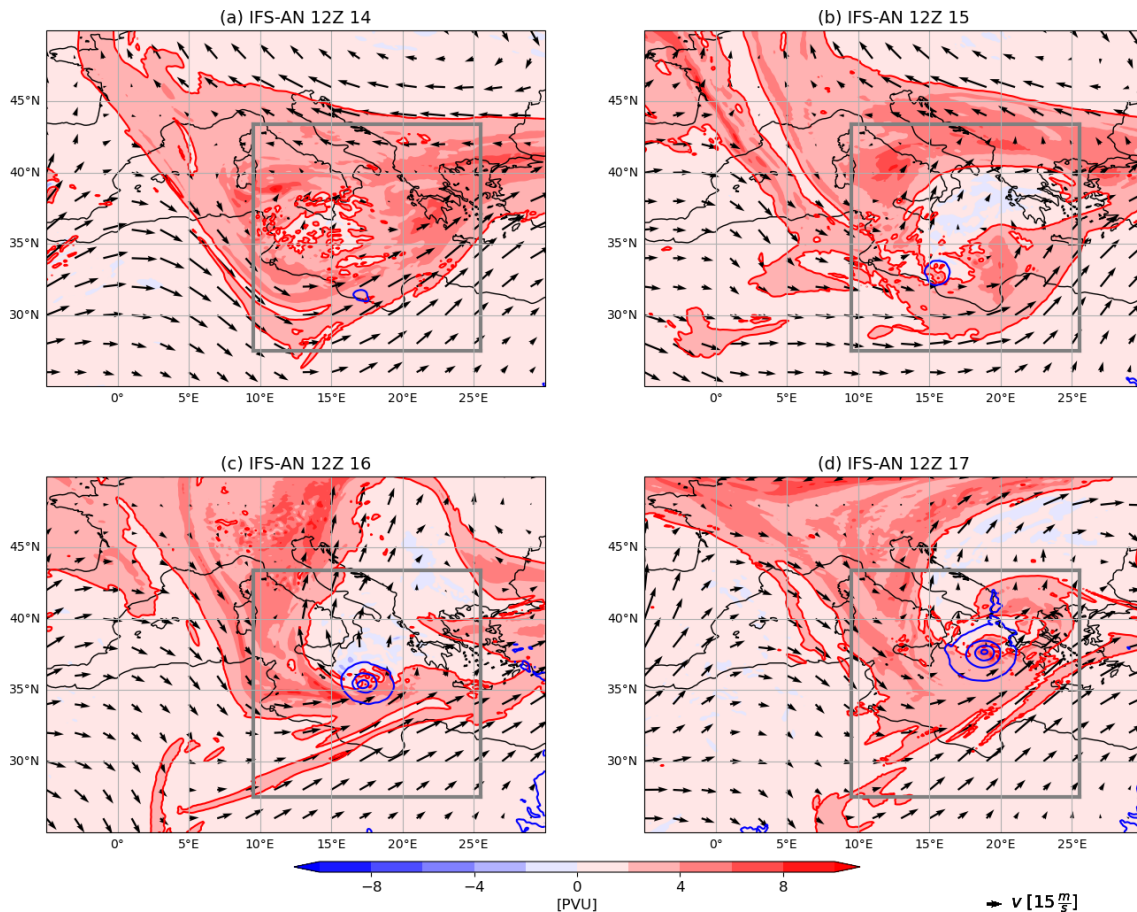 (a) IFS-AN 12Z 14
(b) IFS-AN 12Z 15
45°N
45°N
40°N
40°N
35°N
35°N
30°N
30°N
0° 5°E 10°E 15°E 20°E 25°E
0° 5°E 10°E 15°E 20°E 25°E
(c) IFS-AN 12Z 16
(d) IFS-AN 12Z 17
45°N
45°N
40°N
40°N
35°N
35°N
30°N
30°N
0° 5°E 10°E 15°E 20°E 25°E
0° 5°E 10°E 15°E 20°E 25°E
−8 −4 0 4 8
[PVU]
v [15 m/s]